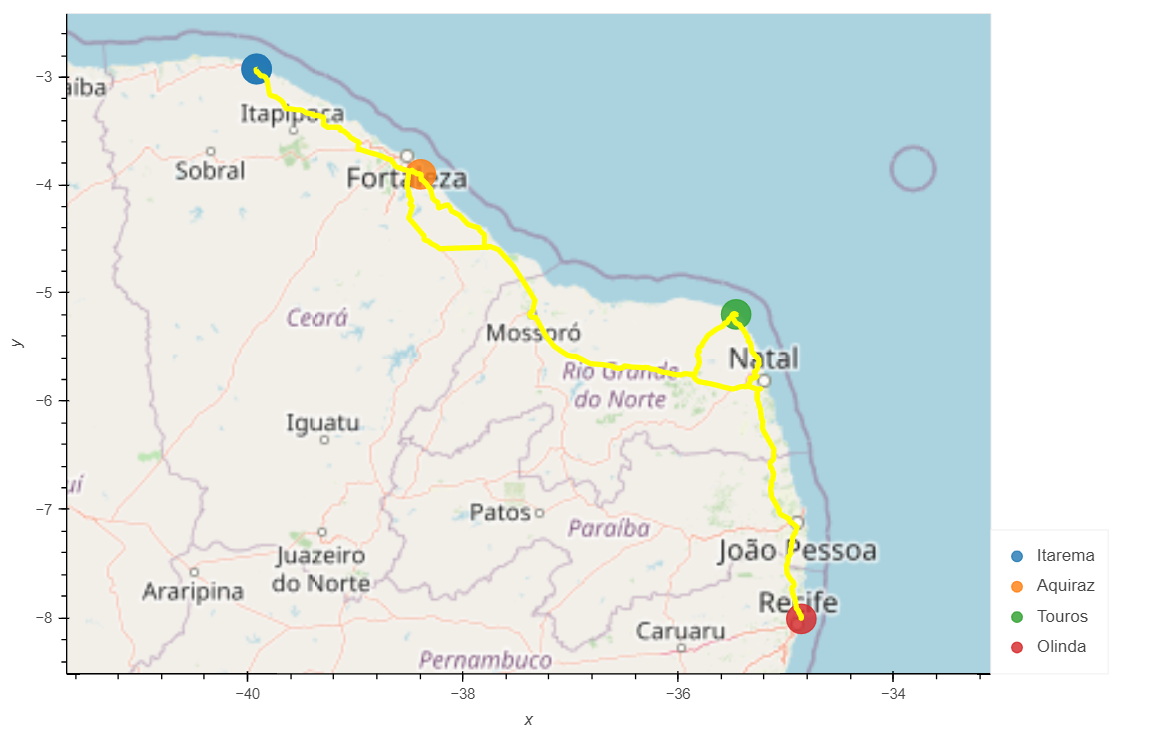 −3
−4
−5
−6
−7
−8
y
aíba
Itapipoca
Sobral
Fortaleza
Ceará
Mossoró
Natal
Rio Grande
do Norte
Iguatu
uí
Patos
Paraíba
João Pessoa
Juazeiro
do Norte
Araripina
Recife
Caruaru
Pernambuco
−40
−38
−36
−34
x
Itarema
Aquiraz
Touros
Olinda